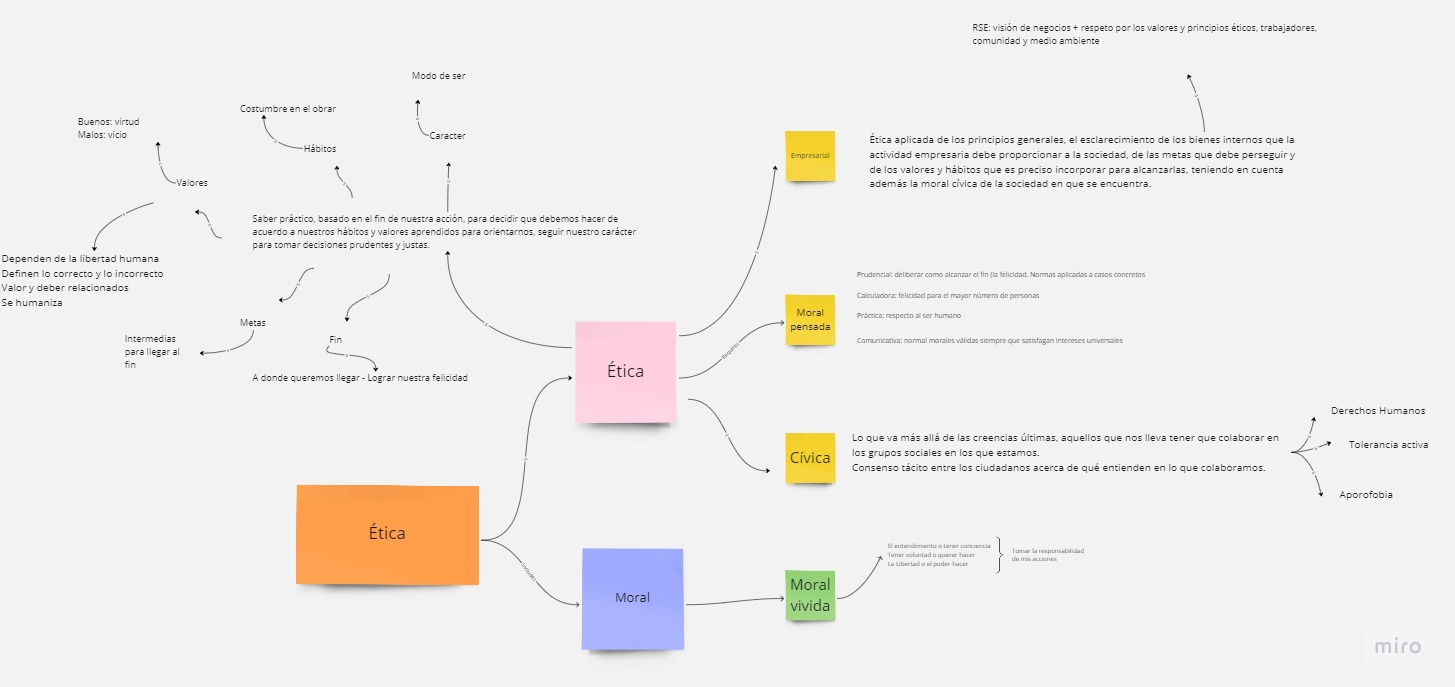 RSE: visión de negocios + respeto por los valores y principios éticos, trabajadores,
comunidad y medio ambiente
Modo de ser
Costumbre en el obrar
Caracter
Buenos: virtud
Malos: vicio
Hábitos
Valores
Empresarial
Ética aplicada de los principios generales, el esclarecimiento de los bienes internos que la
actividad empresaria debe proporcionar a la sociedad, de las metas que debe perseguir y
de los valores y hábitos que es preciso incorporar para alcanzarlas, teniendo en cuenta
además la moral cívica de la sociedad en que se encuentra.
Saber práctico, basado en el fin de nuestra acción, para decidir que debemos hacer de
acuerdo a nuestros hábitos y valores aprendidos para orientarnos, seguir nuestro carácter
para tomar decisiones prudentes y justas.
Dependen de la libertad humana
Definen lo correcto y lo incorrecto
Valor y deber relacionados
Se humaniza
Metas
Intermedias
para llegar al
fin
Fin
A donde queremos llegar - Lograr nuestra felicidad
Moral
pensada
Prudencial: deliberar como alcanzar el fin (la felicidad. Normas aplicadas a casos concretos
Calculadora: felicidad para el mayor número de personas
Práctica: respecto al ser humano
Comunicativa: normal morales válidas siempre que satisfagan intereses universales
Requires
Ética
Cívica
Lo que va más allá de las creencias últimas, aquellos que nos lleva tener que colaborar en
los grupos sociales en los que estamos.
Consenso tácito entre los ciudadanos acerca de qué entienden en lo que colaboramos.
Derechos Humanos
Tolerancia activa
Aporofobia
Ética
Includes
Moral
Moral
vivida
El entendimiento o tener conciencia
Tener voluntad o querer hacer
La Libertad o el poder hacer
Tomar la responsabilidad
de mis acciones
miro